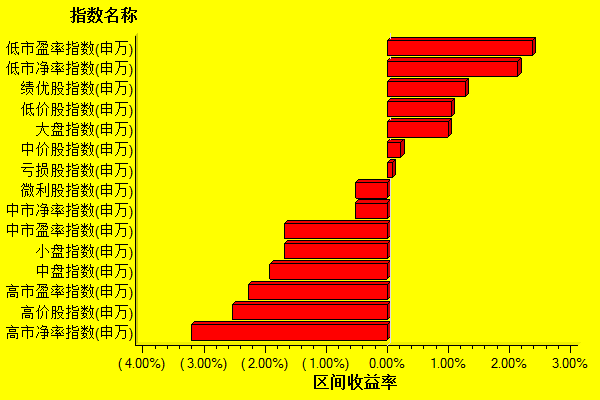 指数名称
低市盈率指数(申万)
低市净率指数(申万)
绩优股指数(申万)
低价股指数(申万)
大盘指数(申万)
中价股指数(申万)
亏损股指数(申万)
微利股指数(申万)
中市净率指数(申万)
中市盈率指数(申万)
小盘指数(申万)
中盘指数(申万)
高市盈率指数(申万)
高价股指数(申万)
高市净率指数(申万)
(4.00%) (3.00%) (2.00%) (1.00%) 0.00% 1.00% 2.00% 3.00%
区间收益率